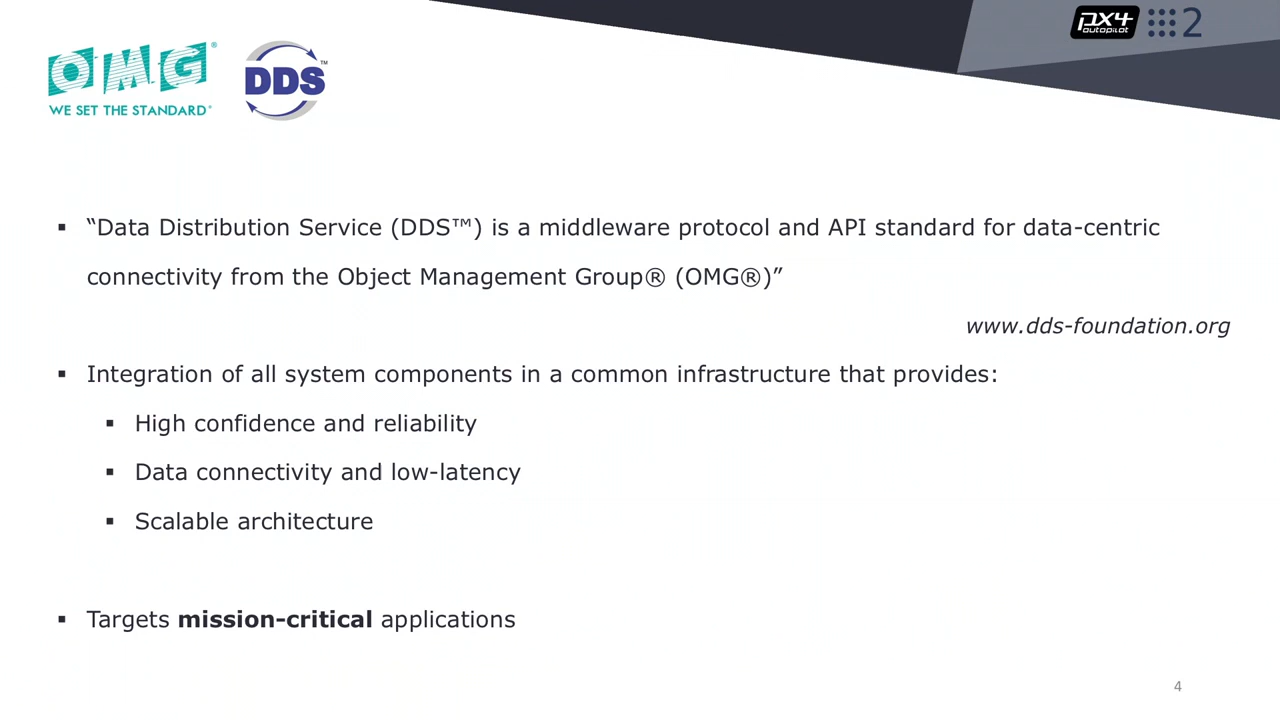 OMG®
WE SET THE STANDARD®
DDS™
px4
autopilot
2
▪ “Data Distribution Service (DDS™) is a middleware protocol and API standard for data-centric
connectivity from the Object Management Group® (OMG®)”
www.dds-foundation.org
▪ Integration of all system components in a common infrastructure that provides:
▪ High confidence and reliability
▪ Data connectivity and low-latency
▪ Scalable architecture
▪ Targets mission-critical applications
4